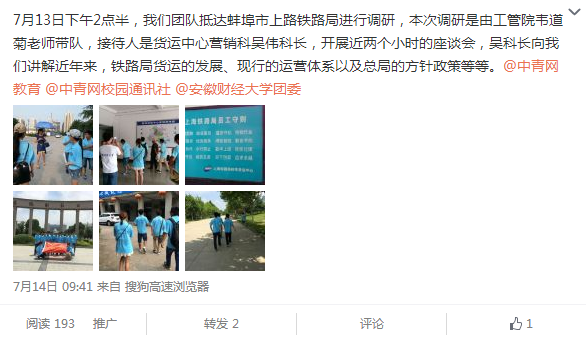 7月13日下午2点半，我们团队抵达蚌埠市上路铁路局进行调研，本次调研是由工管院韦道
菊老师带队，接待人是货运中心营销科吴伟科长，开展近两个小时的座谈会，吴科长向我
们讲解近年来，铁路局货运的发展、现行的运营体系以及总局的方针政策等等。@中青网
教育 @中青网校园通讯社 @安徽财经大学团委
上海铁路局员工守则
7月14日 09:41 来自 搜狗高速浏览器
阅读 193 推广 转发 2 评论 1